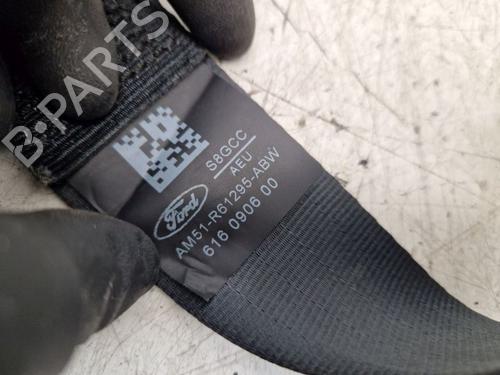 B-PARTS
S8GCC
AEU
Ford
AM51-R61295-ABW
616 0906 00